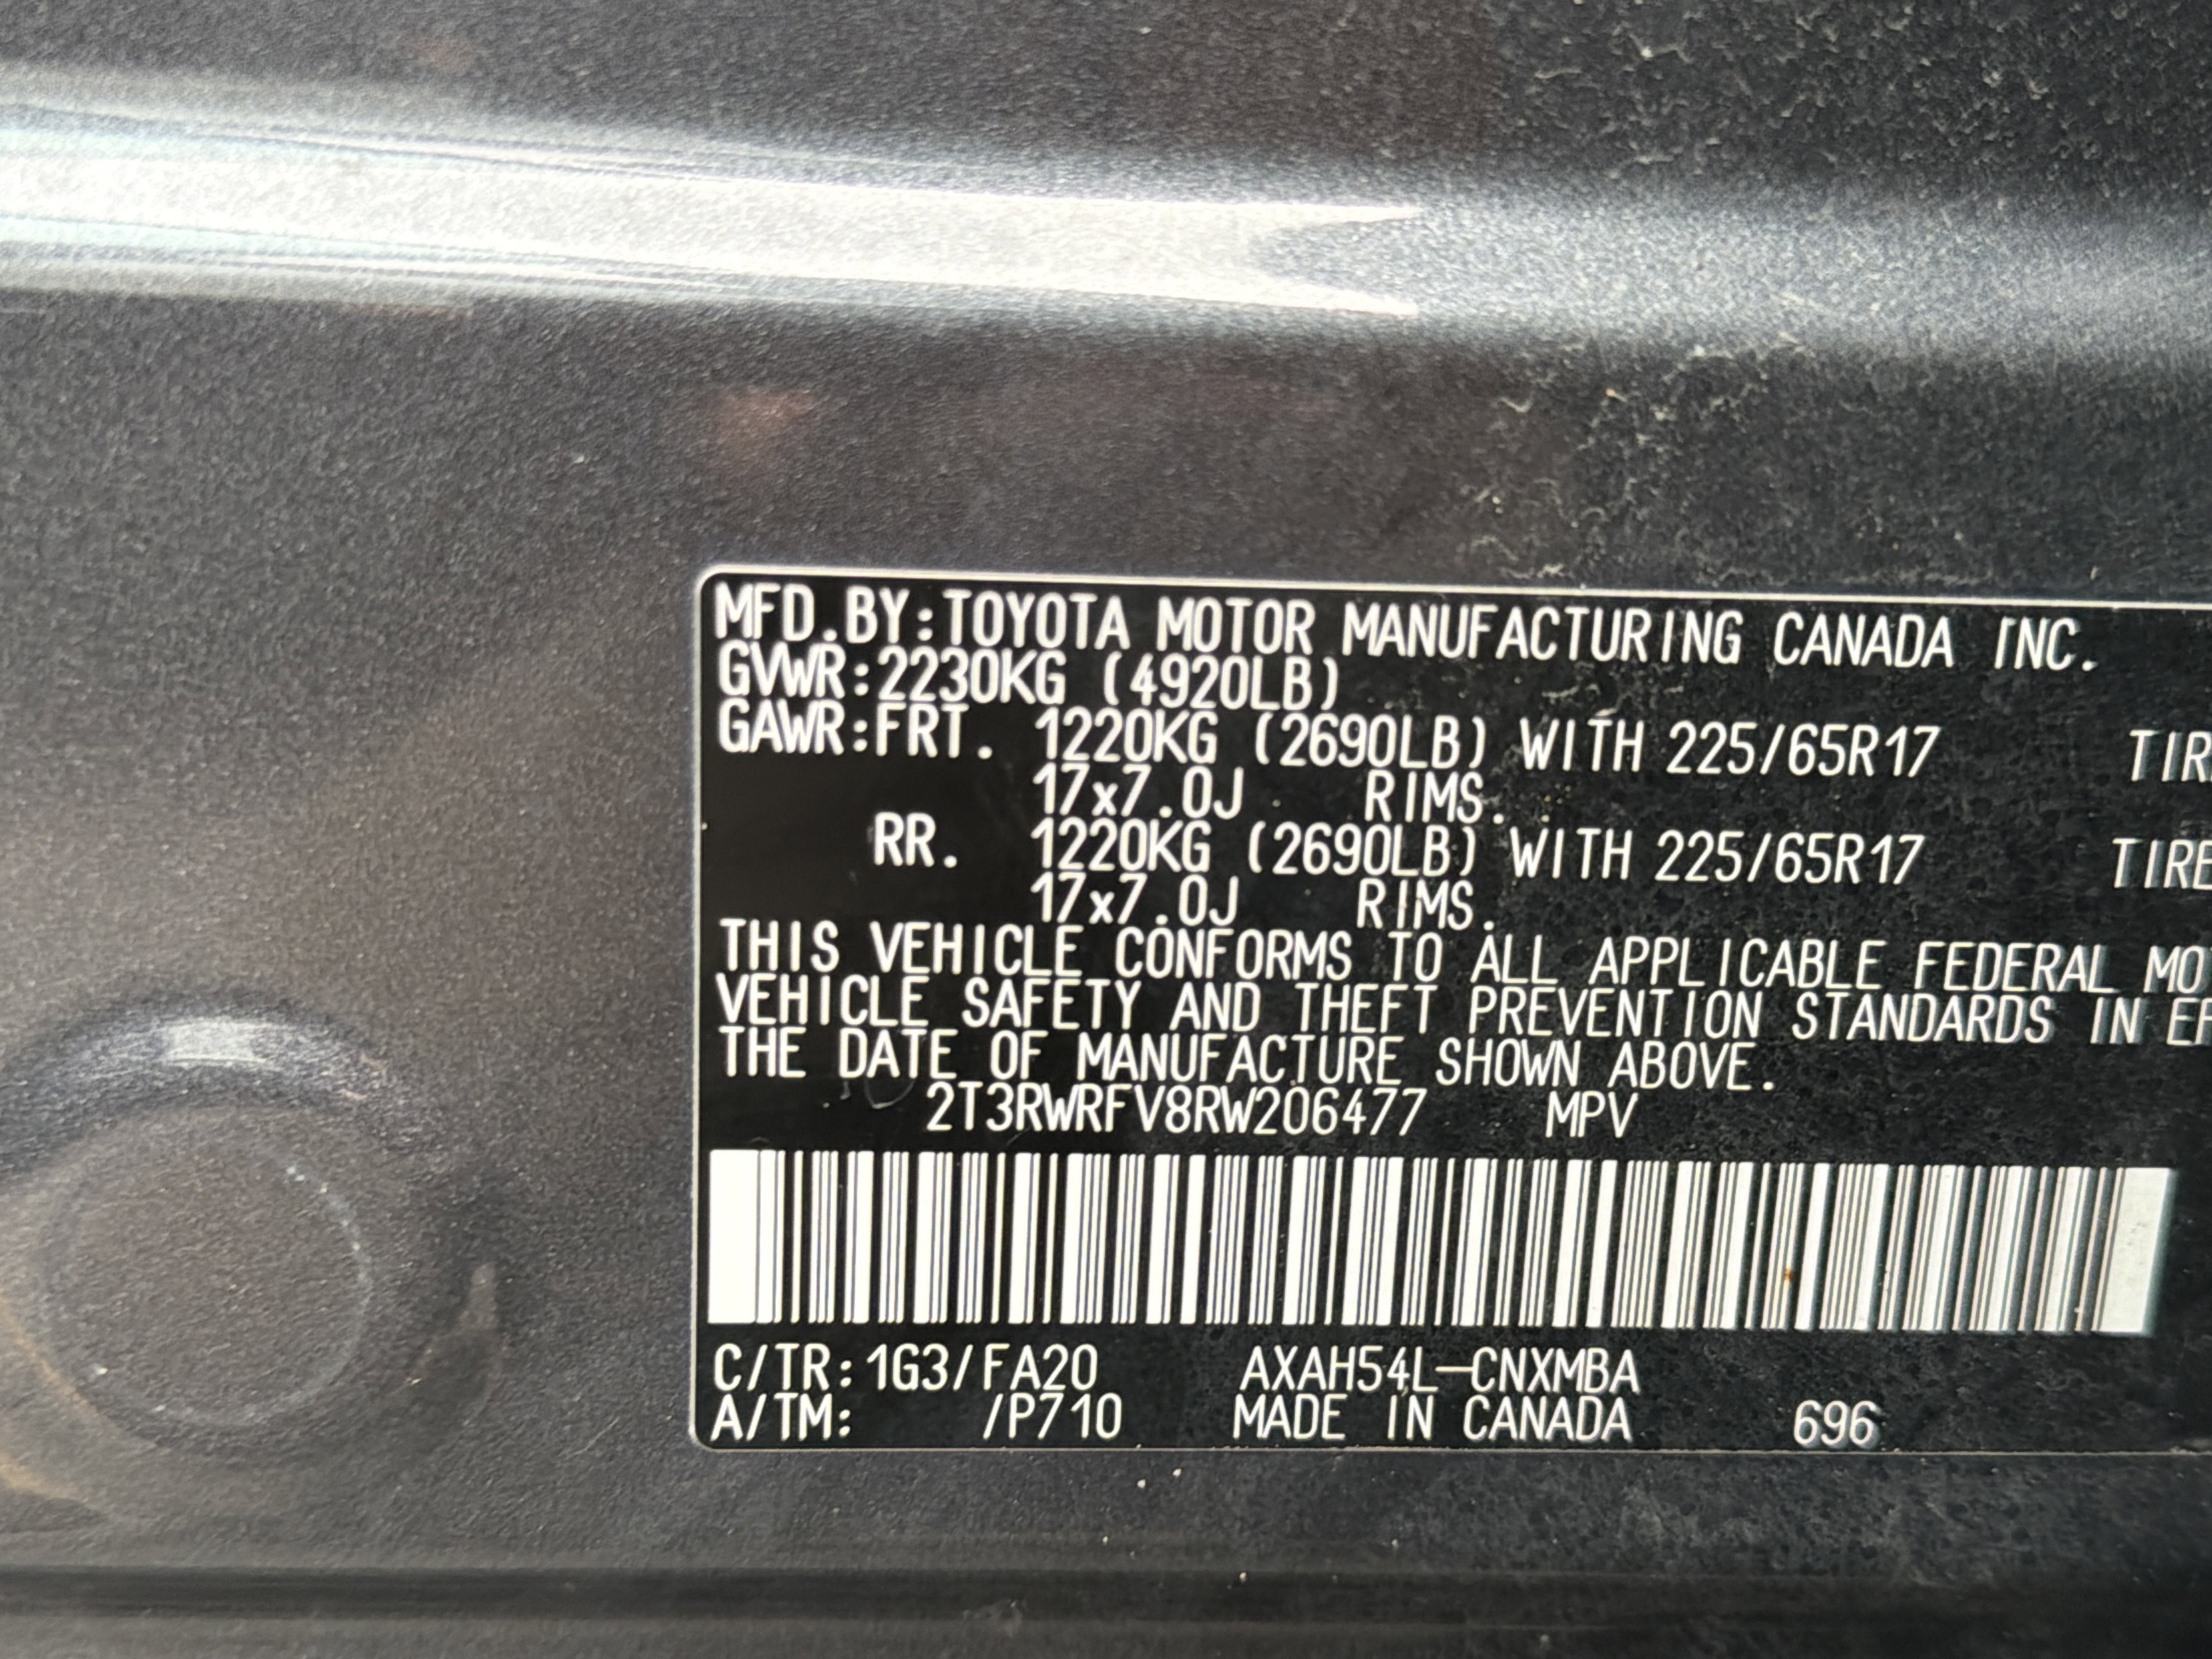 MFD.BY:TOYOTA MOTOR MANUFACTURING CANADA INC.
GVWR:2230KG (4920LB)
GAWR:FRT. 1220KG (2690LB) WITH 225/65R17
17x7.0J RIMS.
RR. 1220KG (2690LB) WITH 225/65R17
17x7.0J RIMS.
THIS VEHICLE CONFORMS TO ALL APPLICABLE FEDERAL
VEHICLE SAFETY AND THEFT PREVENTION STANDARDS IN
THE DATE OF MANUFACTURE SHOWN ABOVE.
2T3RWRFV8RW206477 MPV
C/TR:1G3/FA20 AXAH54L-CNXMBA
A/TM: /P710 MADE IN CANADA 696